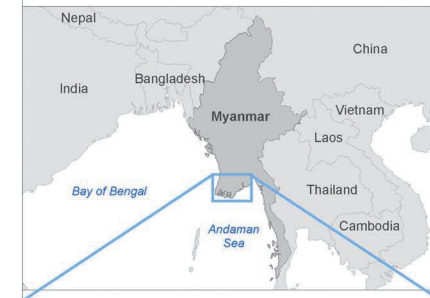 Nepal
China
Bangladesh
India
Myanmar
Vietnam
Laos
Bay of Bengal
Thailand
Andaman
Sea
Cambodia